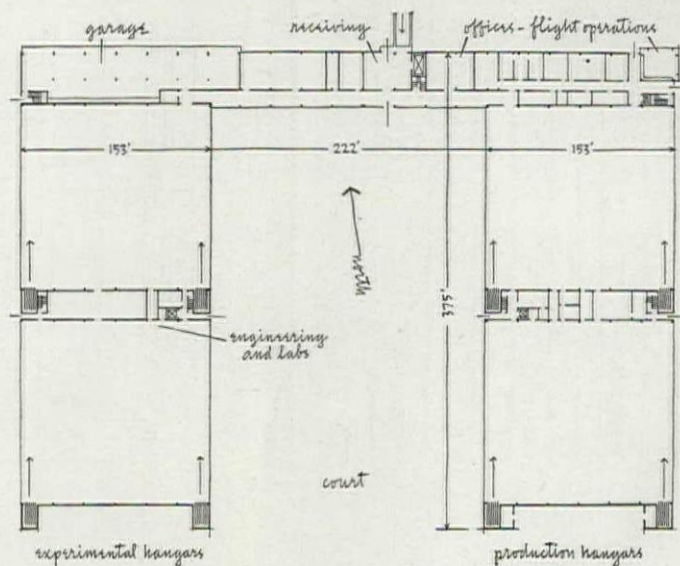 garage
receiving
offices - flight operations
153'
222'
153'
north
375'
engineering
and labs
court
experimental hangars
production hangars